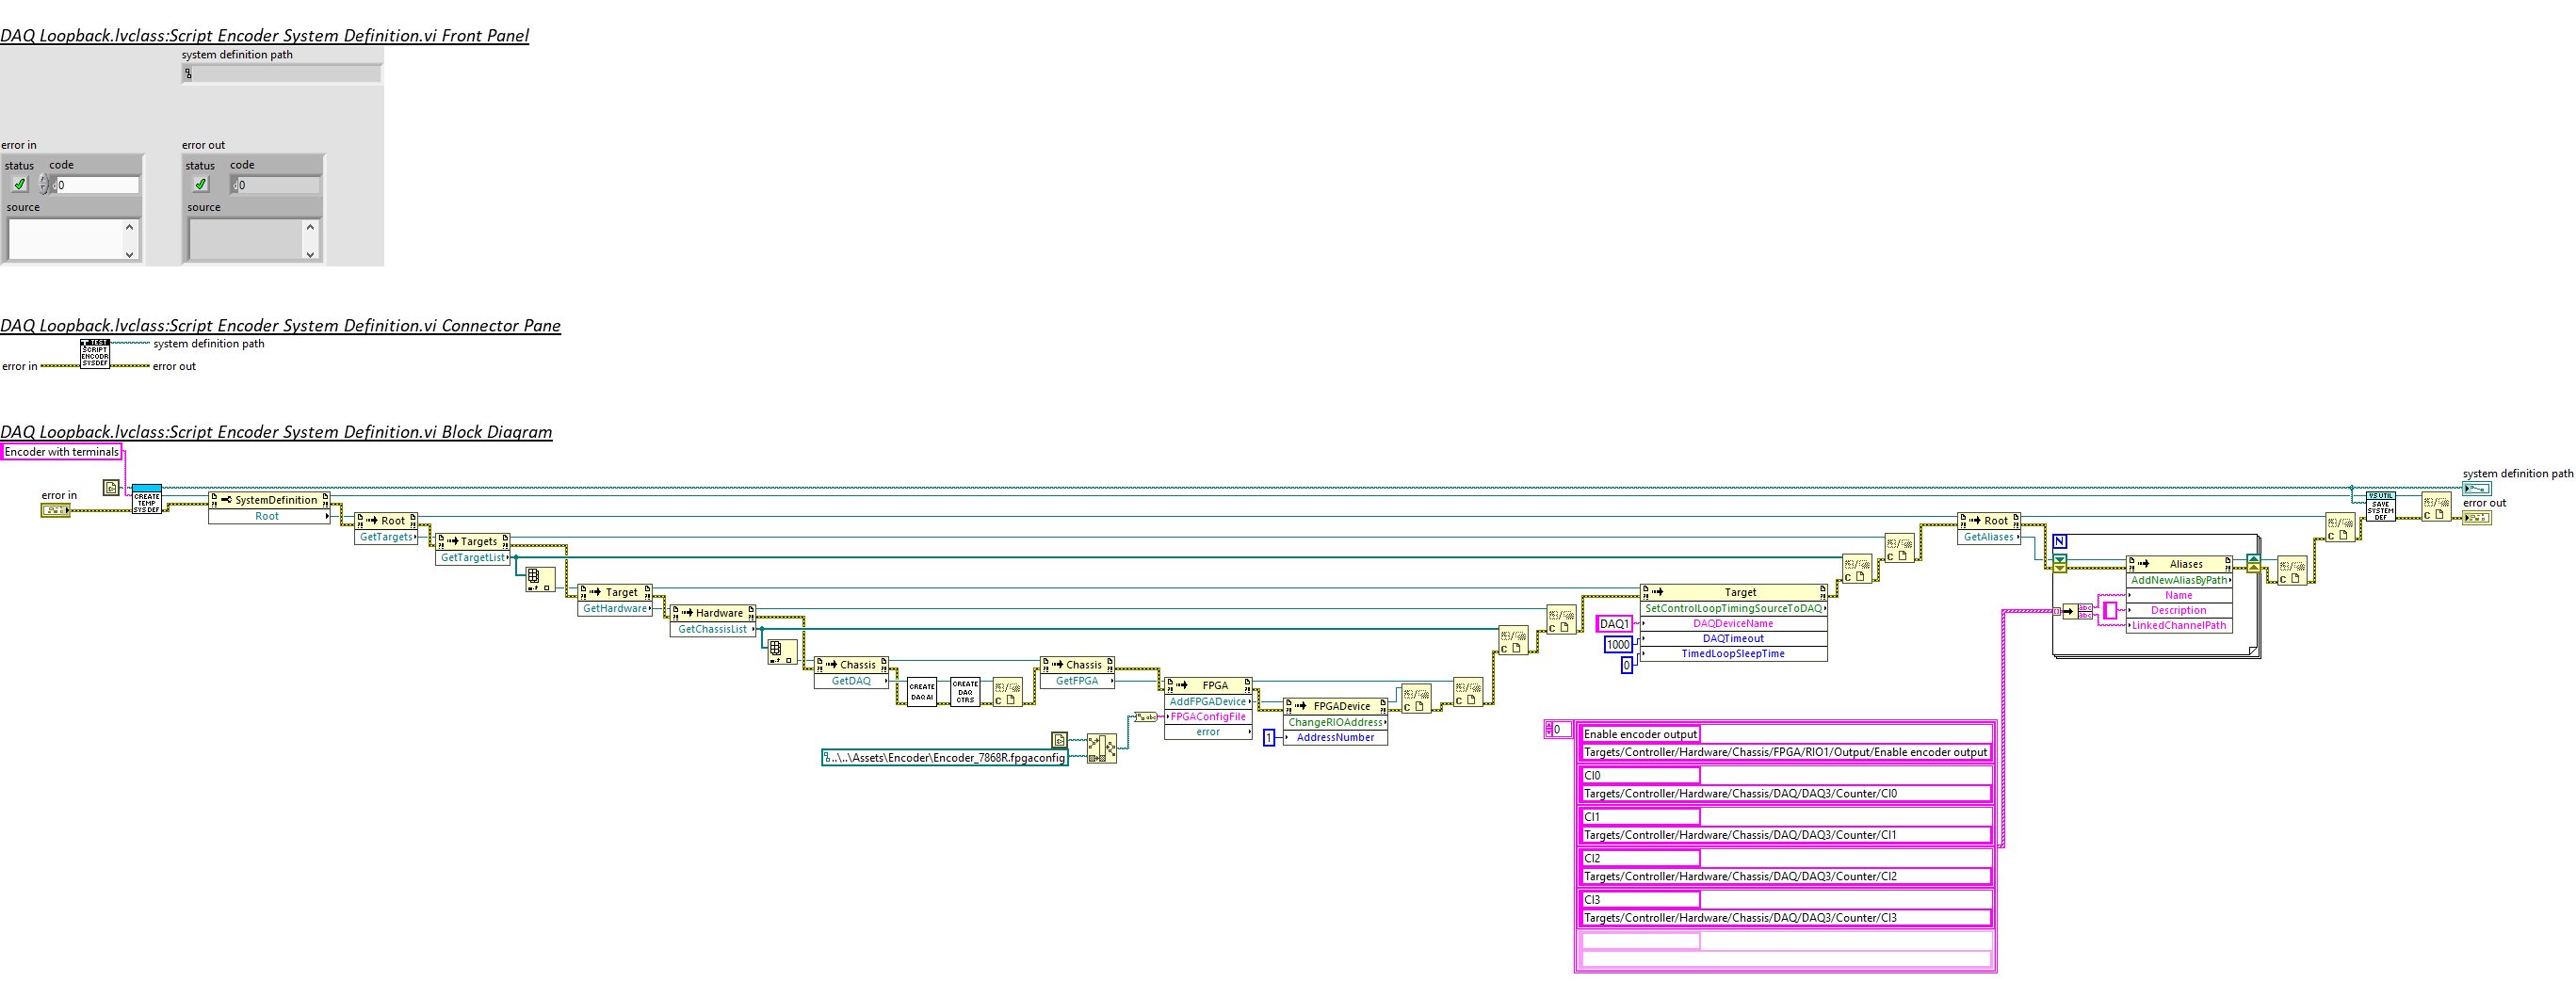 DAQ Loopback.lvclass:Script Encoder System Definition.vi Front Panel
system definition path
error in
error out
status code
status code
0
0
source
source
DAQ Loopback.lvclass:Script Encoder System Definition.vi Connector Pane
TEST
SCRIPT
ENCODR
SYSDEF
system definition path
error in
error out
DAQ Loopback.lvclass:Script Encoder System Definition.vi Block Diagram
Encoder with terminals
error in
CREATE
TEMP
SYS DEF
SystemDefinition
Root
Root
GetTargets
Targets
GetTargetList
Target
GetHardware
Hardware
GetChassisList
Chassis
GetDAQ
CREATE
DAQ AI
CREATE
DAQ
CTRS
Chassis
GetFPGA
FPGA
AddFPGADevice
FPGAConfigFile
error
..\..\Assets\Encoder\Encoder_7868R.fpgaconfig
FPGADevice
ChangeRIOAddress
AddressNumber
1
Target
SetControlLoopTimingSourceToDAQ
DAQDeviceName
DAQTimeout
TimedLoopSleepTime
DAQ1
1000
0
Root
GetAliases
N
Aliases
AddNewAliasByPath
Name
Description
LinkedChannelPath
VS UTIL
SAVE
SYSTEM
DEF
system definition path
error out
0
Enable encoder output
Targets/Controller/Hardware/Chassis/FPGA/RIO1/Output/Enable encoder output
CI0
Targets/Controller/Hardware/Chassis/DAQ/DAQ3/Counter/CI0
CI1
Targets/Controller/Hardware/Chassis/DAQ/DAQ3/Counter/CI1
CI2
Targets/Controller/Hardware/Chassis/DAQ/DAQ3/Counter/CI2
CI3
Targets/Controller/Hardware/Chassis/DAQ/DAQ3/Counter/CI3